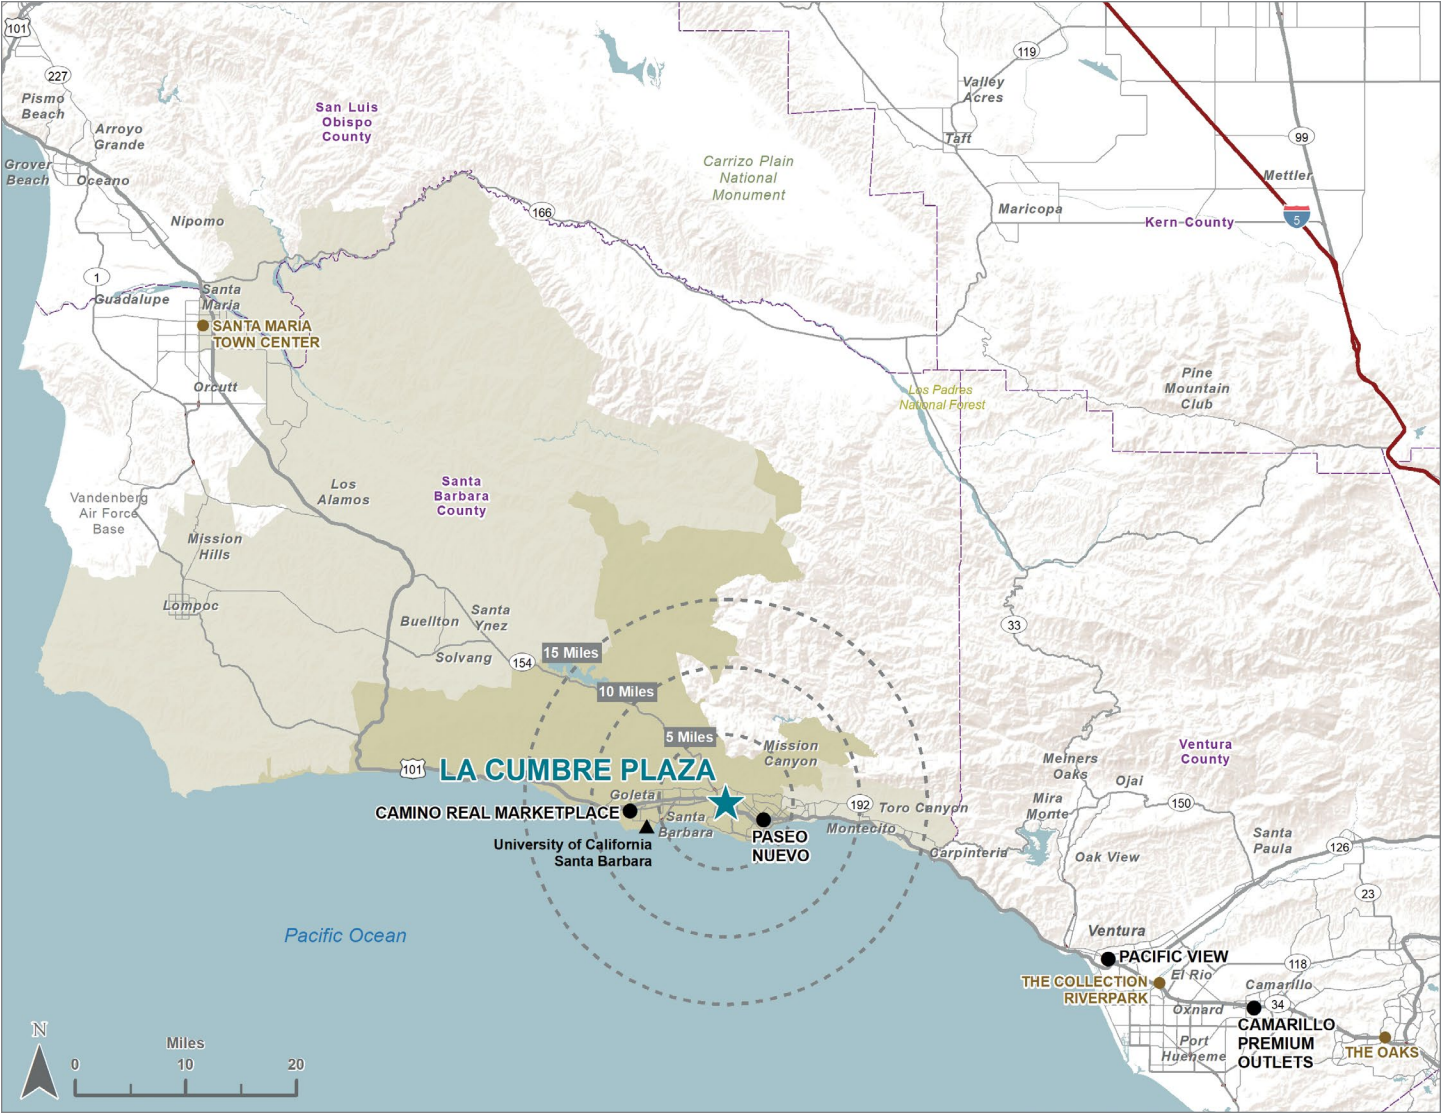 101
119
227
Valley
Acres
Pismo
Beach
San Luis
Obispo
County
Arroyo
Grande
99
Taft
Carrizo Plain
National
Monument
Grover
Beach
Oceano
Mettler
Nipomo
166
Maricopa
Kern County
5
1
Guadalupe
Santa
Maria
SANTA MARIA
TOWN CENTER
Orcutt
Pine
Mountain
Club
Los Padres
National Forest
Los
Alamos
Santa
Barbara
County
Vandenberg
Air Force
Base
Mission
Hills
Lompoc
Buellton
Santa
Ynez
Solvang
154
33
15 Miles
10 Miles
5 Miles
Mission
Canyon
Ventura
County
101
LA CUMBRE PLAZA
Meiners
Oaks
Ojai
Goleta
Mira
Monte
150
CAMINO REAL MARKETPLACE
Santa
Barbara
192
Toro Canyon
Montecito
PASEO
NUEVO
University of California
Santa Barbara
Carpinteria
Oak View
Santa
Paula
126
23
Pacific Ocean
Ventura
PACIFIC VIEW
118
THE COLLECTION
RIVERPARK
El Rio
Camarillo
Oxnard
34
CAMARILLO
PREMIUM
OUTLETS
Port
Hueneme
THE OAKS
N
Miles
0 10 20